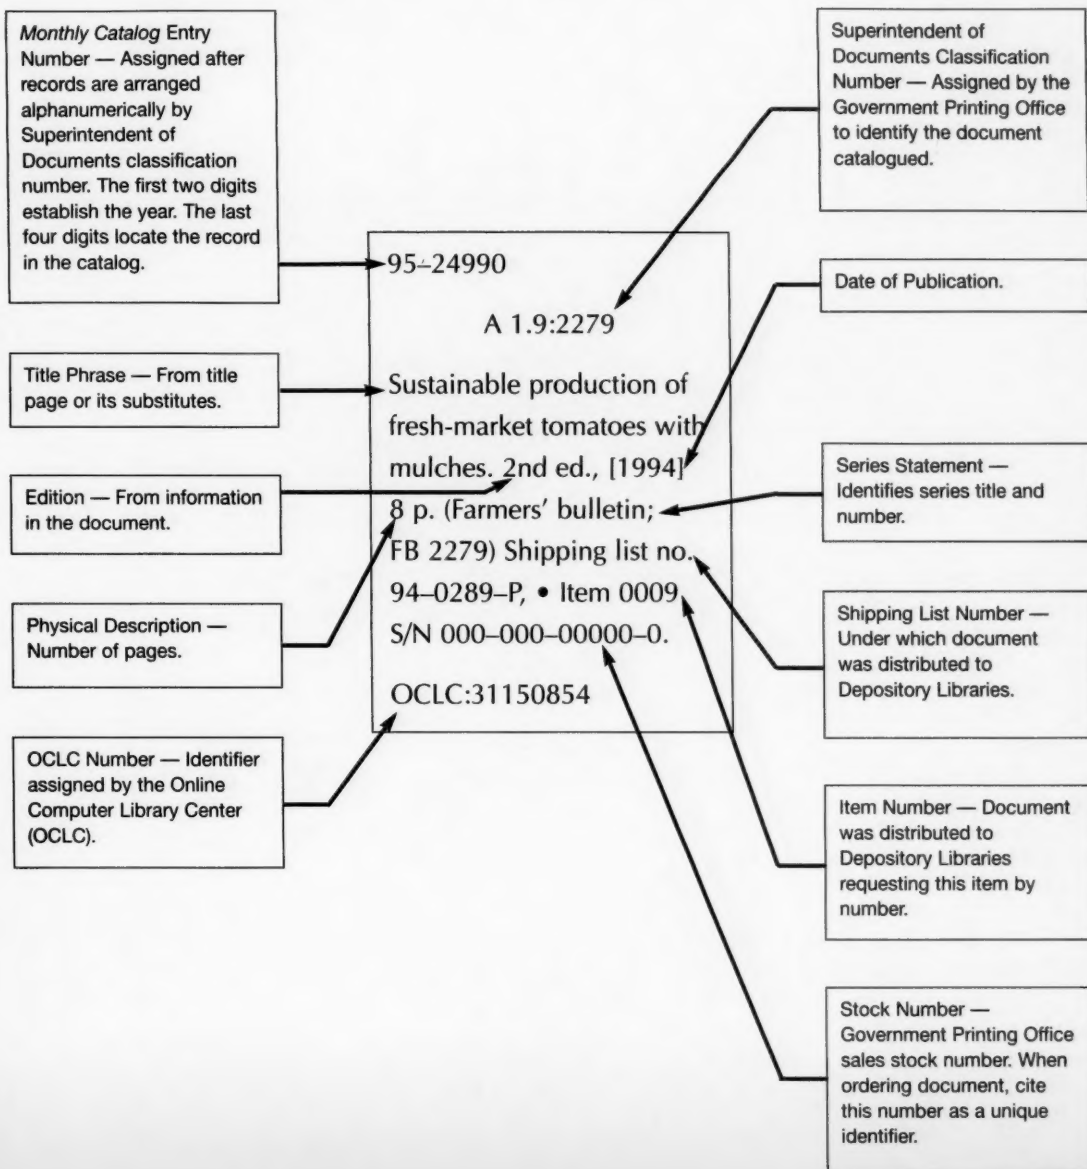 Monthly Catalog Entry
Number — Assigned after
records are arranged
alphanumerically by
Superintendent of
Documents classification
number. The first two digits
establish the year. The last
four digits locate the record
in the catalog.
Title Phrase — From title
page or its substitutes.
Edition — From information
in the document.
Physical Description —
Number of pages.
OCLC Number — Identifier
assigned by the Online
Computer Library Center
(OCLC).
95–24990
A 1.9:2279
Sustainable production of
fresh-market tomatoes with
mulches. 2nd ed., [1994]
8 p. (Farmers' bulletin;
FB 2279) Shipping list no.
94–0289–P, • Item 0009
S/N 000–000–00000–0.
OCLC:31150854
Superintendent of
Documents Classification
Number — Assigned by the
Government Printing Office
to identify the document
catalogued.
Date of Publication.
Series Statement —
Identifies series title and
number.
Shipping List Number —
Under which document
was distributed to
Depository Libraries.
Item Number — Document
was distributed to
Depository Libraries
requesting this item by
number.
Stock Number —
Government Printing Office
sales stock number. When
ordering document, cite
this number as a unique
identifier.